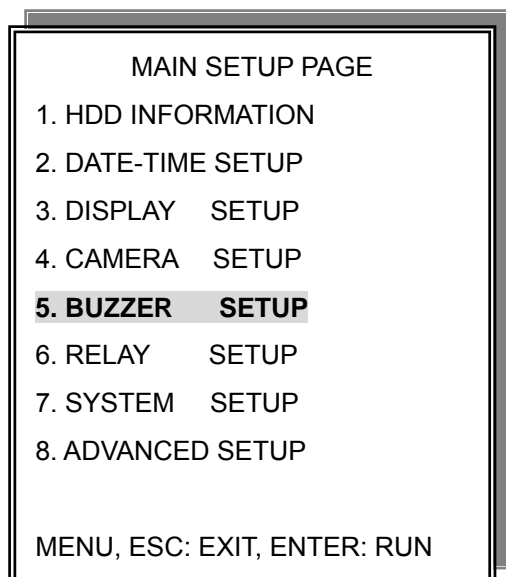 MAIN SETUP PAGE
1. HDD INFORMATION
2. DATE-TIME SETUP
3. DISPLAY SETUP
4. CAMERA SETUP
5. BUZZER SETUP
6. RELAY SETUP
7. SYSTEM SETUP
8. ADVANCED SETUP
MENU, ESC: EXIT, ENTER: RUN